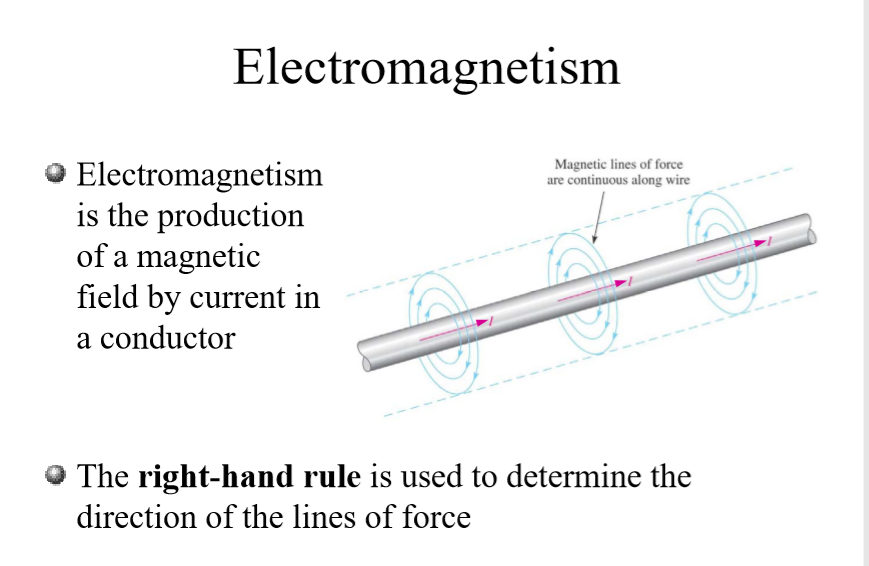 Electromagnetism
Electromagnetism
is the production
of a magnetic
field by current in
a conductor
Magnetic lines of force
are continuous along wire
I
I
I
The right-hand rule is used to determine the
direction of the lines of force